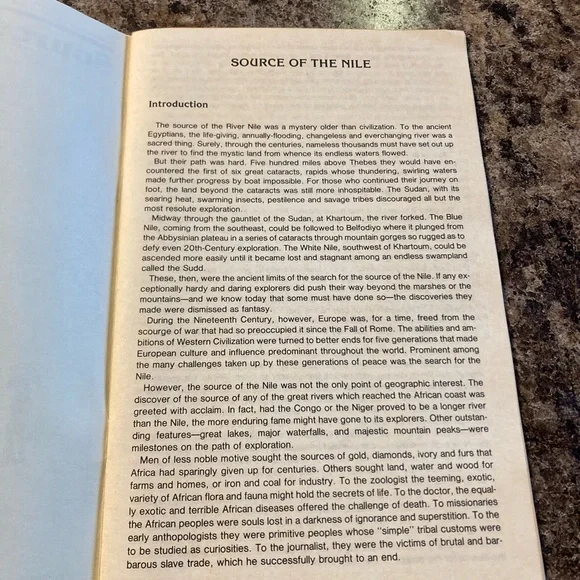 SOURCE OF THE NILE
Introduction
The source of the River Nile was a mystery older than civilization. To the ancient
Egyptians, the life-giving, annually-flooding, changeless and everchanging river was a
sacred thing. Surely, through the centuries, nameless thousands must have set out up
the river to find the mystic land from whence its endless waters flowed.
But their path was hard. Five hundred miles above Thebes they would have en-
countered the first of six great cataracts, rapids whose thundering, swirling waters
made further progress by boat impossible. For those who continued their journey on
foot, the land beyond the cataracts was still more inhospitable. The Sudan, with its
searing heat, swarming insects, pestilence and savage tribes discouraged all but the
most resolute exploration.
Midway through the gauntlet of the Sudan, at Khartoum, the river forked. The Blue
Nile, coming from the southeast, could be followed to Belfodiyo where it plunged from
the Abbysinian plateau in a series of cataracts through mountain gorges so rugged as to
defy even 20th-Century exploration. The White Nile, southwest of Khartoum, could be
ascended more easily until it became lost and stagnant among an endless swampland
called the Sudd.
These, then, were the ancient limits of the search for the source of the Nile. If any ex-
ceptionally hardy and daring explorers did push their way beyond the marshes or the
mountains—and we know today that some must have done so—the discoveries they
made were dismissed as fantasy.
During the Nineteenth Century, however, Europe was, for a time, freed from the
scourge of war that had so preoccupied it since the Fall of Rome. The abilities and am-
bitions of Western Civilization were turned to better ends for five generations that made
European culture and influence predominant throughout the world. Prominent among
the many challenges taken up by these generations of peace was the search for the
Nile.
However, the source of the Nile was not the only point of geographic interest. The
discover of the source of any of the great rivers which reached the African coast was
greeted with acclaim. In fact, had the Congo or the Niger proved to be a longer river
than the Nile, the more enduring fame might have gone to its explorers. Other outstan-
ding features—great lakes, major waterfalls, and majestic mountain peaks—were
milestones on the path of exploration.
Men of less noble motive sought the sources of gold, diamonds, ivory and furs that
Africa had sparingly given up for centuries. Others sought land, water and wood for
farms and homes, or iron and coal for industry. To the zoologist the teeming, exotic,
variety of African flora and fauna might hold the secrets of life. To the doctor, the equal-
ly exotic and terrible African diseases offered the challenge of death. To missionaries
the African peoples were souls lost in a darkness of ignorance and superstition. To the
early anthopologists they were primitive peoples whose "simple" tribal customs were
to be studied as curiosities. To the journalist, they were the victims of brutal and bar-
barous slave trade, which he successfully brought to an end.